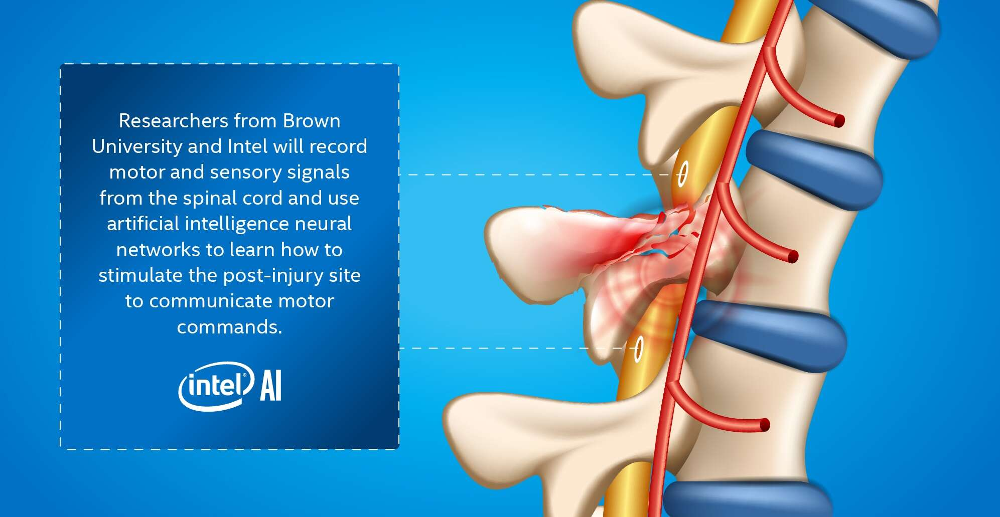 Researchers from Brown
University and Intel will record
motor and sensory signals
from the spinal cord and use
artificial intelligence neural
networks to learn how to
stimulate the post-injury site
to communicate motor
commands.
intel® AI